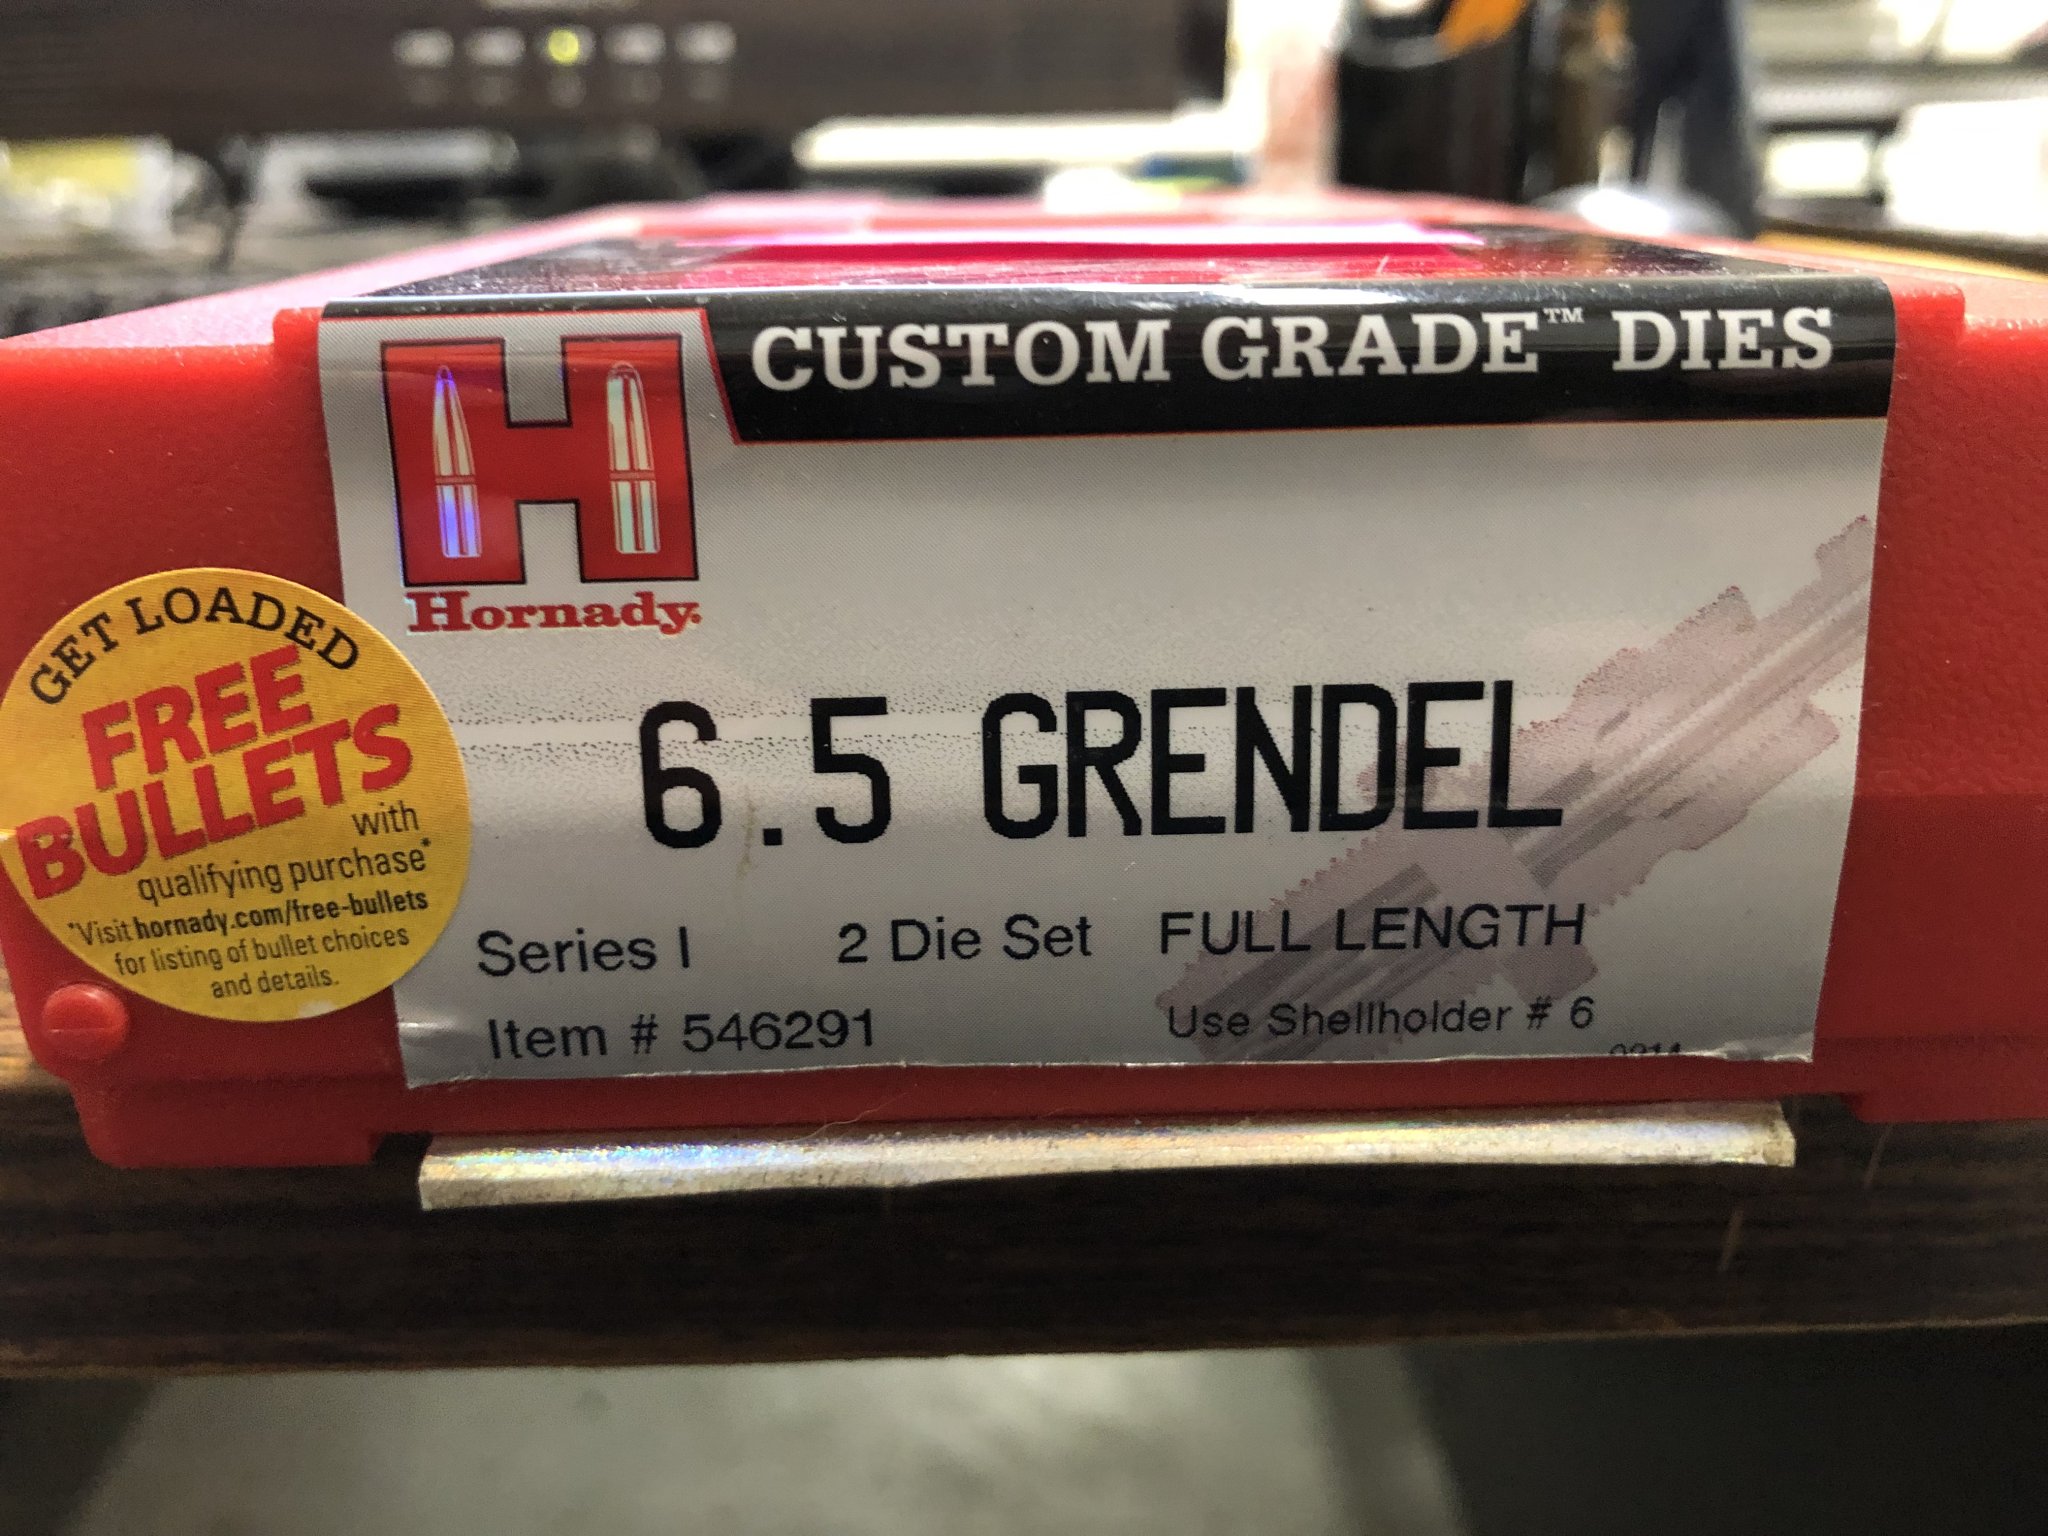 CUSTOM GRADE™ DIES
Hornady.
6.5 GRENDEL
Series I 2 Die Set FULL LENGTH
Item # 546291 Use Shellholder # 6
GET LOADED
FREE
BULLETS
with
qualifying purchase*
*Visit hornady.com/free-bullets
for listing of bullet choices
and details.